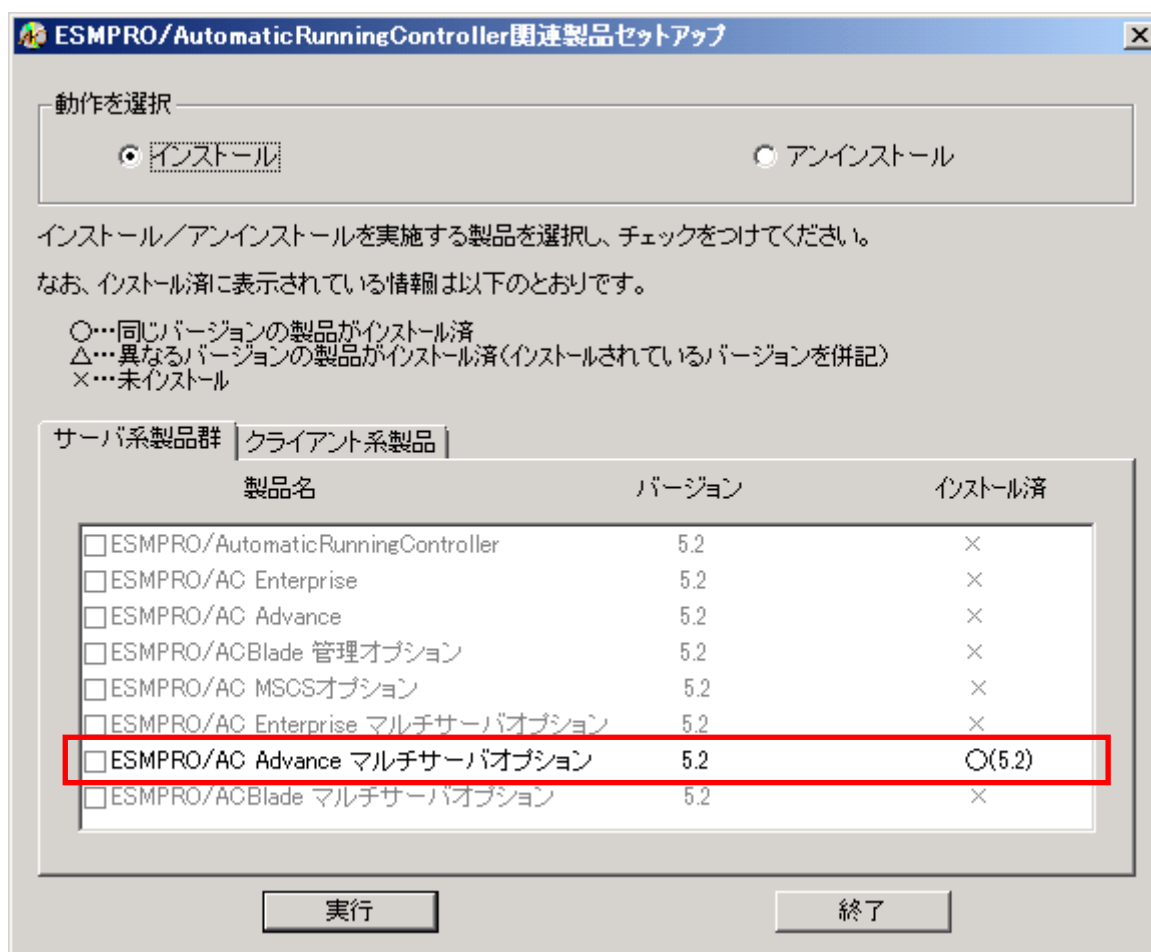 ESMPRO/AutomaticRunningController関連製品セットアップ
動作を選択
インストール
アンインストール
インストール／アンインストールを実施する製品を選択し、チェックをつけてください。
なお、インストール済に表示されている情報は以下のとおりです。
○…同じバージョンの製品がインストール済
△…異なるバージョンの製品がインストール済(インストールされているバージョンを併記)
×…未インストール
サーバ系製品群 クライアント系製品
製品名 バージョン インストール済
ESMPRO/AutomaticRunningController 5.2 ×
ESMPRO/AC Enterprise 5.2 ×
ESMPRO/AC Advance 5.2 ×
ESMPRO/ACBlade 管理オプション 5.2 ×
ESMPRO/AC MSCSオプション 5.2 ×
ESMPRO/AC Enterprise マルチサーバオプション 5.2 ×
ESMPRO/AC Advance マルチサーバオプション 5.2 ○(5.2)
ESMPRO/ACBlade マルチサーバオプション 5.2 ×
実行 終了